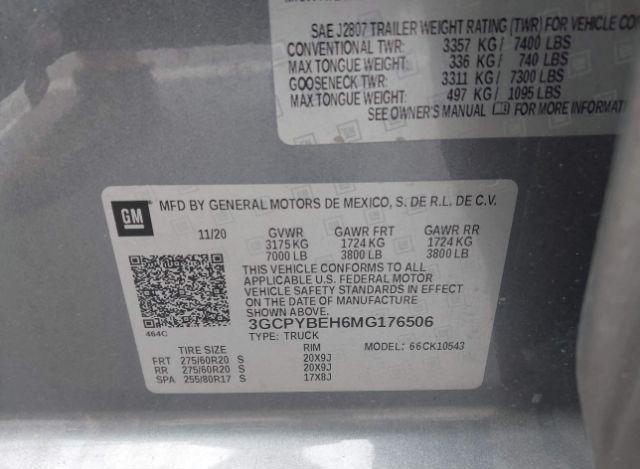 SAE J2807 TRAILER WEIGHT RATING (TWR) FOR VEHICLE
CONVENTIONAL TWR: 3357 KG / 7400 LBS
MAX TONGUE WEIGHT: 336 KG / 740 LBS
GOOSENECK TWR: 3311 KG / 7300 LBS
MAX TONGUE WEIGHT: 497 KG / 1095 LBS
SEE OWNER'S MANUAL FOR MORE INFORMAT
GM MFD BY GENERAL MOTORS DE MEXICO, S. DE R.L. DE C.V.
11/20 GVWR GAWR FRT GAWR RR
3175 KG 1724 KG 1724 KG
7000 LB 3800 LB 3800 LB
THIS VEHICLE CONFORMS TO ALL
APPLICABLE U.S. FEDERAL MOTOR
VEHICLE SAFETY STANDARDS IN EFFECT
ON THE DATE OF MANUFACTURE
SHOWN ABOVE.
3GCPYBEH6MG176506
464C TYPE: TRUCK
TIRE SIZE RIM MODEL: 66CK10543
FRT 275/60R20 S 20X9J
RR 275/60R20 S 20X9J
SPA 255/80R17 S 17X8J